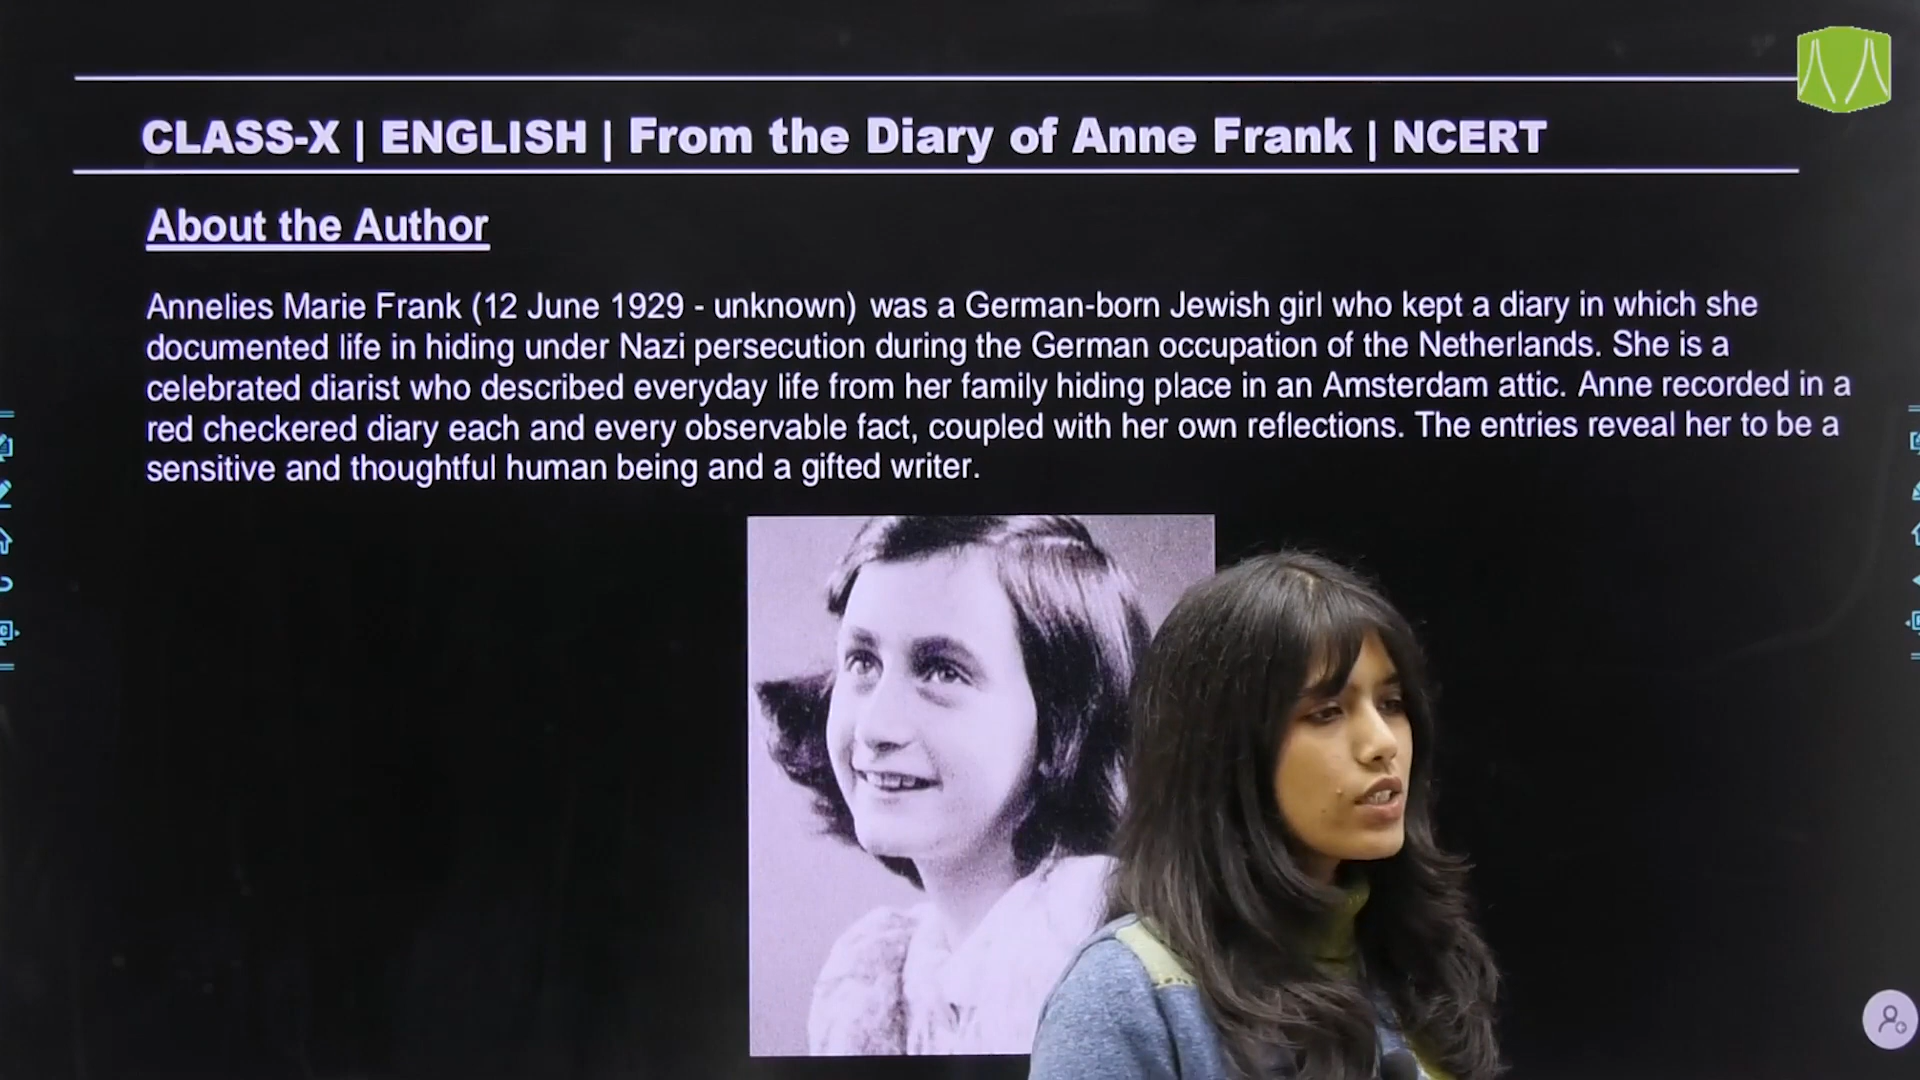 CLASS-X | ENGLISH | From the Diary of Anne Frank | NCERT
About the Author
Annelies Marie Frank (12 June 1929 - unknown) was a German-born Jewish girl who kept a diary in which she
documented life in hiding under Nazi persecution during the German occupation of the Netherlands. She is a
celebrated diarist who described everyday life from her family hiding place in an Amsterdam attic. Anne recorded in a
red checkered diary each and every observable fact, coupled with her own reflections. The entries reveal her to be a
sensitive and thoughtful human being and a gifted writer.